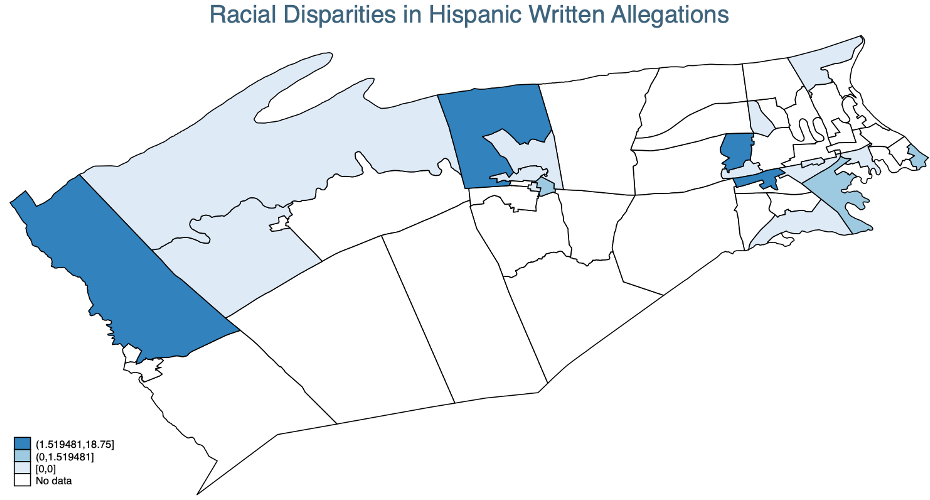 Racial Disparities in Hispanic Written Allegations
(1.519481,18.75]
(0,1.519481]
[0,0]
No data